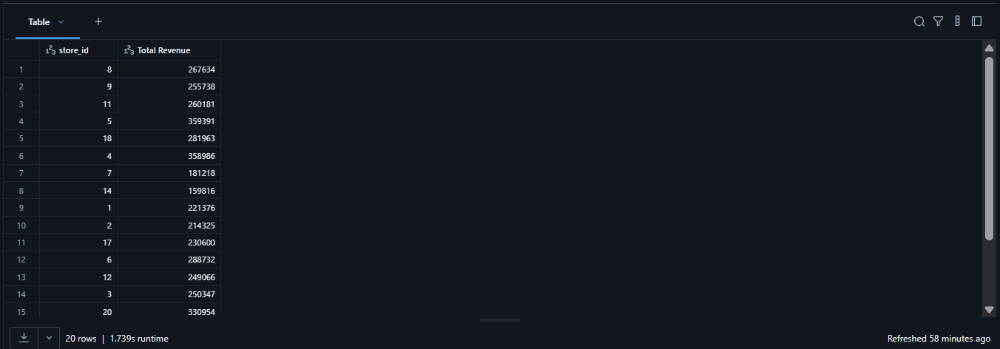 Table +
1²3 store_id 1²3 Total Revenue
1 8 267634
2 9 255738
3 11 260181
4 5 359391
5 18 281963
6 4 358986
7 7 181218
8 14 159816
9 1 221376
10 2 214325
11 17 230600
12 6 288732
13 12 249066
14 3 250347
15 20 330954
20 rows | 1.739s runtime Refreshed 58 minutes ago